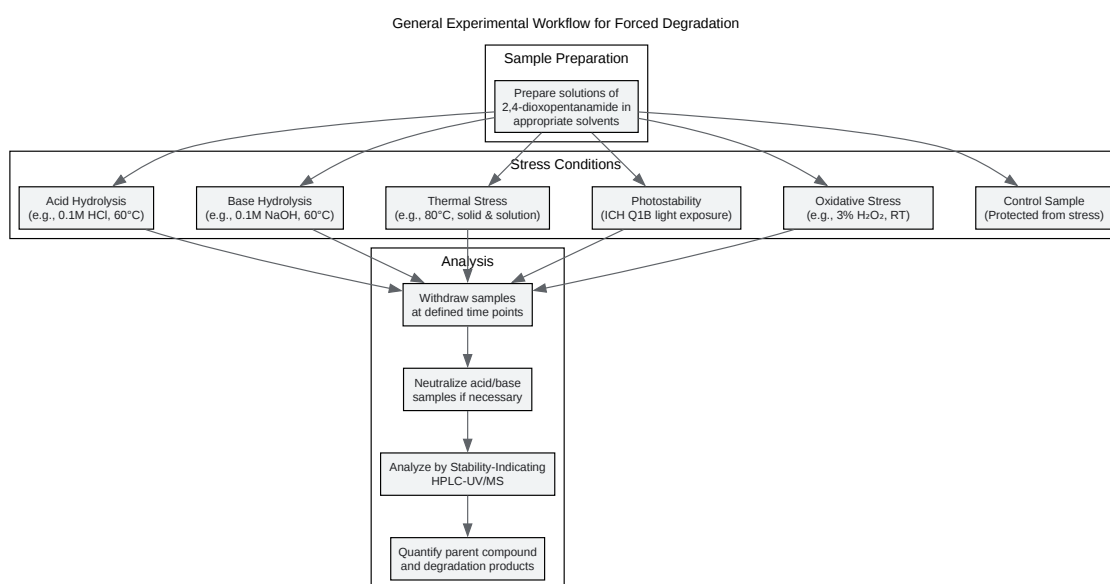 General Experimental Workflow for Forced Degradation
Sample Preparation
Prepare solutions of
2,4-dioxopentanamide in
appropriate solvents
Stress Conditions
Acid Hydrolysis
(e.g., 0.1M HCl, 60°C)
Base Hydrolysis
(e.g., 0.1M NaOH, 60°C)
Thermal Stress
(e.g., 80°C, solid & solution)
Photostability
(ICH Q1B light exposure)
Oxidative Stress
(e.g., 3% H₂O₂, RT)
Control Sample
(Protected from stress)
Analysis
Withdraw samples
at defined time points
Neutralize acid/base
samples if necessary
Analyze by Stability-Indicating
HPLC-UV/MS
Quantify parent compound
and degradation products